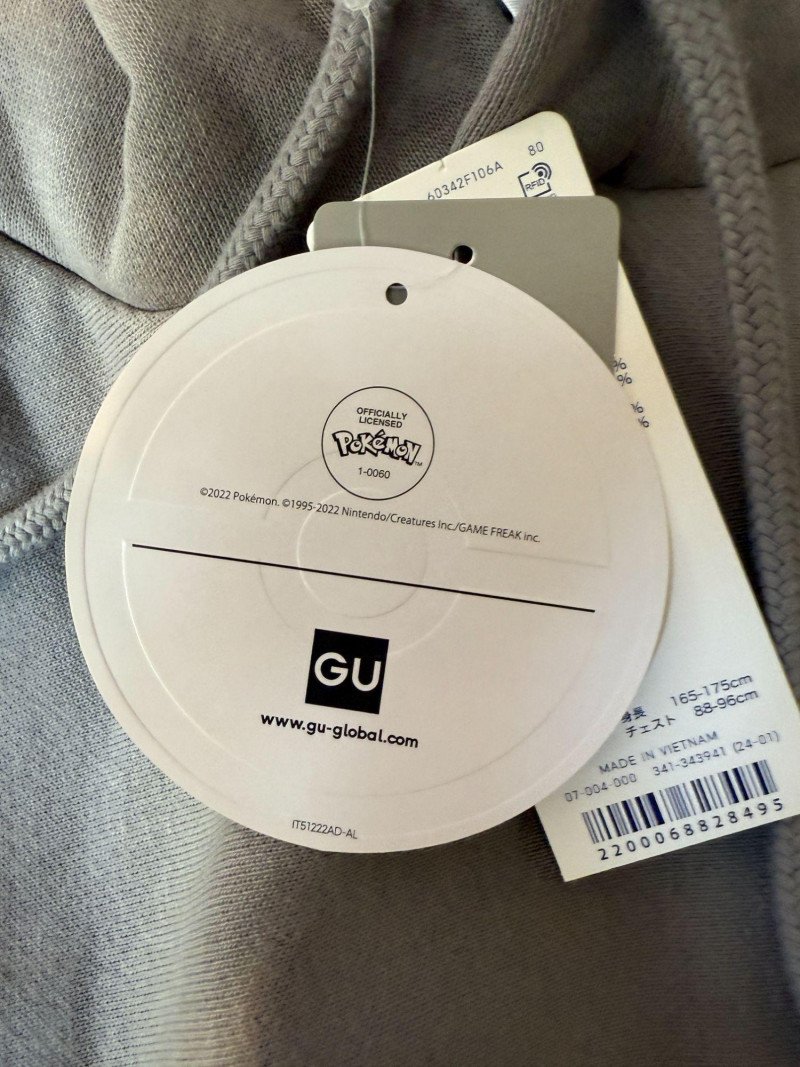 60342F106A 80
RFID
%
%
%
%
OFFICIALLY
LICENSED
POKéMON™
1-0060
©2022 Pokémon. ©1995-2022 Nintendo/Creatures Inc./GAME FREAK inc.
GU
www.gu-global.com
IT51222AD-AL
身長 165-175cm
チェスト 88-96cm
MADE IN VIETNAM
07-004-000 341-343941 (24-01)
2200068828495